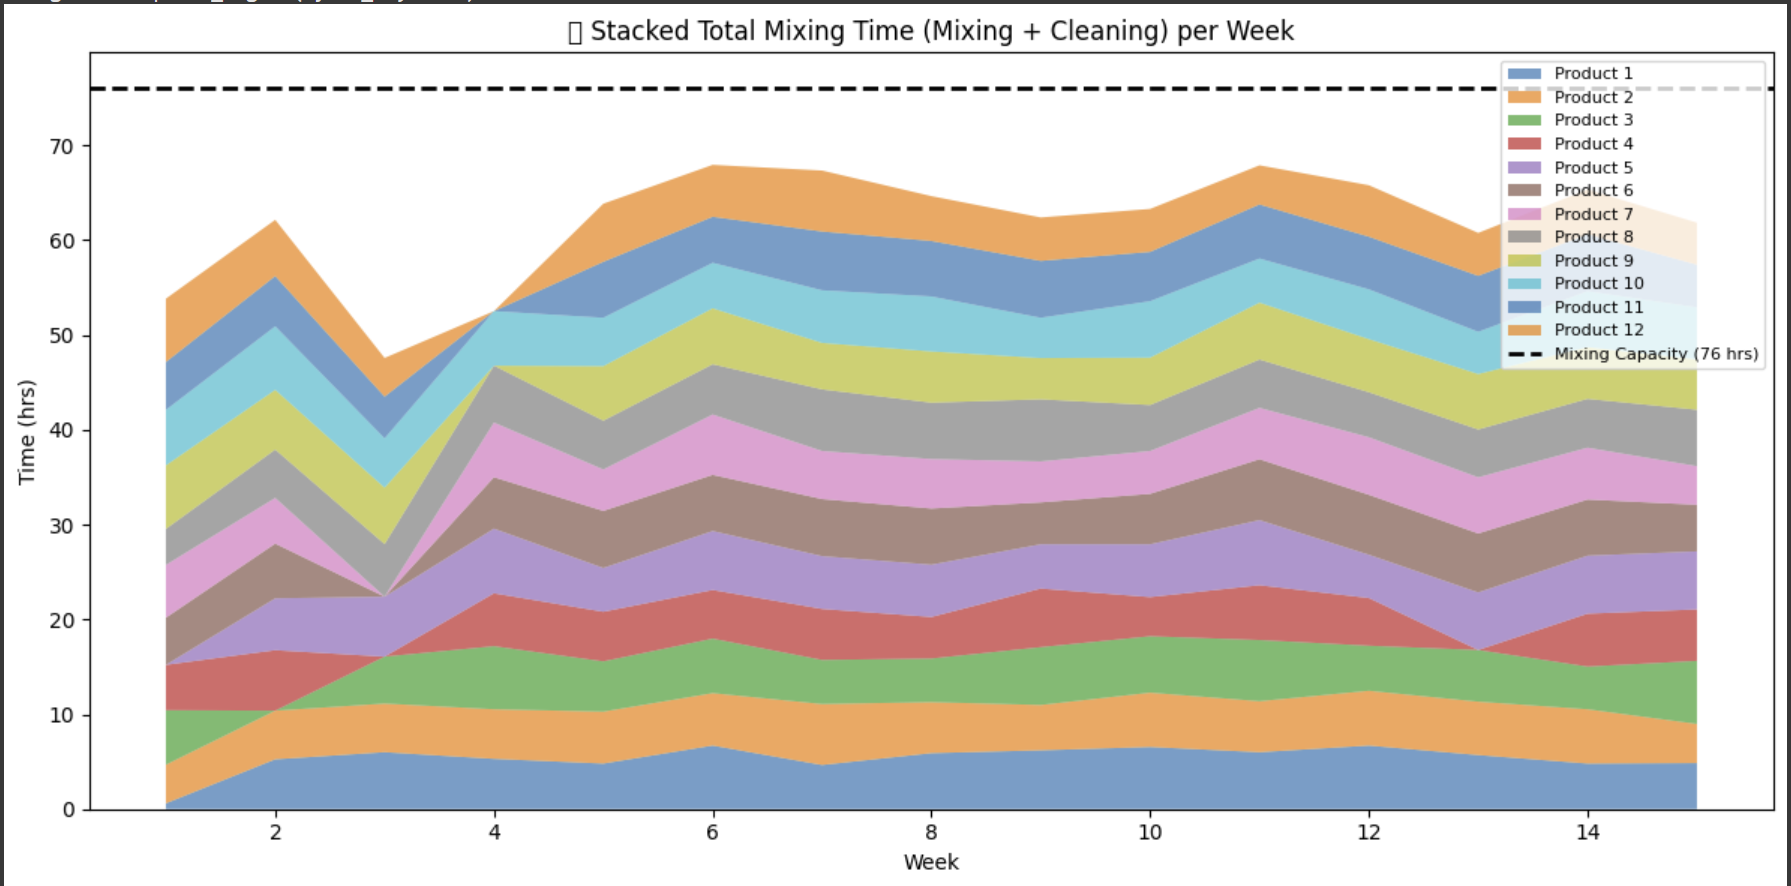 Stacked Total Mixing Time (Mixing + Cleaning) per Week
Product 1
Product 2
Product 3
Product 4
Product 5
Product 6
Product 7
Product 8
Product 9
Product 10
Product 11
Product 12
Mixing Capacity (76 hrs)
Time (hrs)
70
60
50
40
30
20
10
0
2 4 6 8 10 12 14
Week